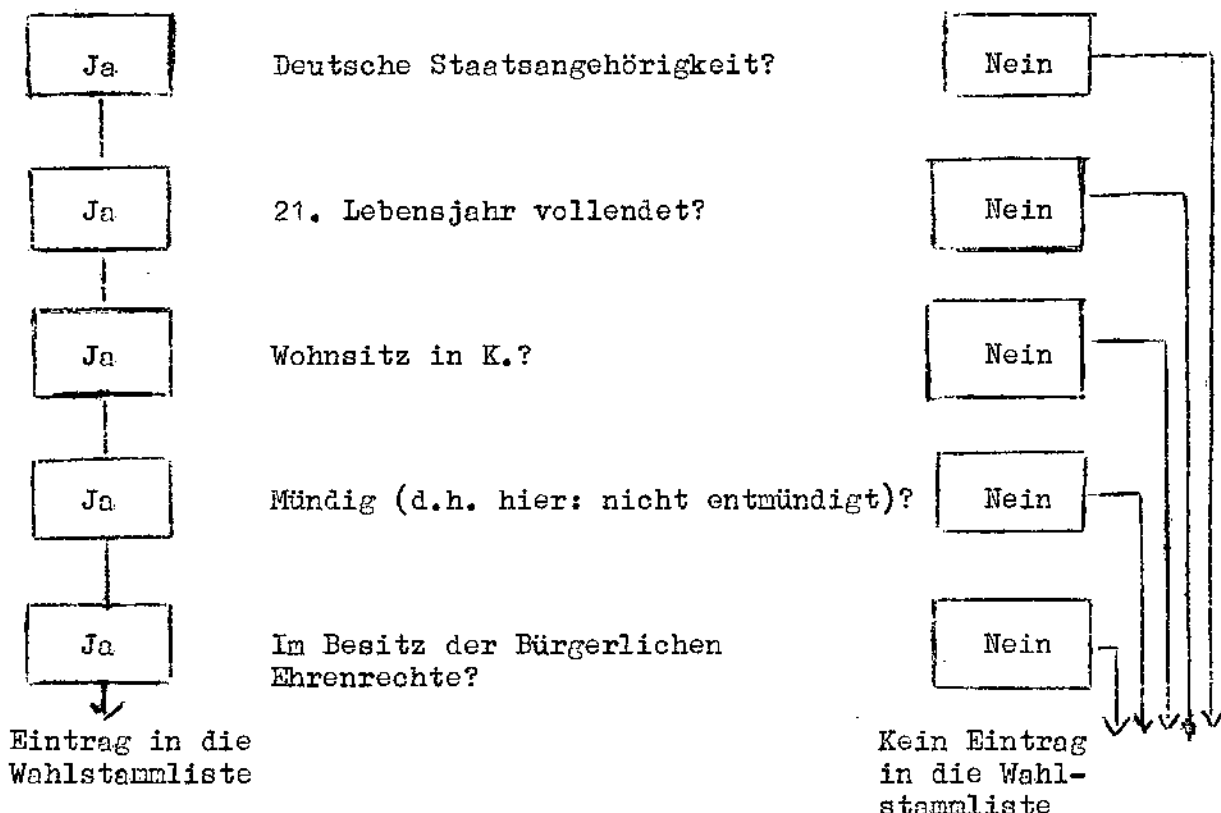 Ja Deutsche Staatsangehörigkeit? Nein
Ja 21. Lebensjahr vollendet? Nein
Ja Wohnsitz in K.? Nein
Ja Mündig (d.h. hier: nicht entmündigt)? Nein
Ja Im Besitz der Bürgerlichen Nein
Ehrenrechte?
Eintrag in die Kein Eintrag
Wahlstammliste in die Wahl-
stammliste